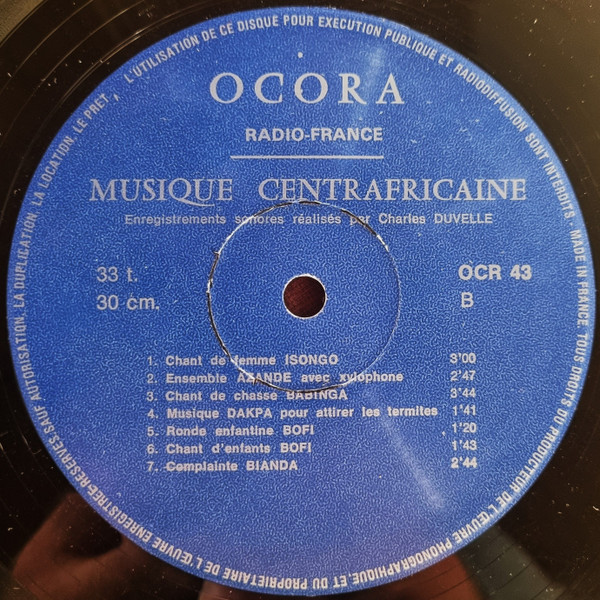 OCORA
RADIO-FRANCE
MUSIQUE CENTRAFRICAINE
Enregistrements sonores réalisés par Charles DUVELLE
33 t.
30 cm.
OCR 43
B
1. Chant de femme ISONGO 3'00
2. Ensemble AZANDE avec xylophone 2'47
3. Chant de chasse BABINGA 3'44
4. Musique DAKPA pour attirer les termites 1'41
5. Ronde enfantine BOFI 1'20
6. Chant d'enfants BOFI 1'43
7. Complainte BIANDA 2'44
MADE IN FRANCE. TOUS DROITS DU PRODUCTEUR DE L'ŒUVRE PHONOGRAPHIQUE ET DU PROPRIETAIRE DE L'ŒUVRE ENREGISTREE RESERVES. SAUF AUTORISATION, LA DUPLICATION, LA LOCATION, LE PRET, L'UTILISATION DE CE DISQUE POUR EXECUTION PUBLIQUE ET RADIODIFFUSION SONT INTERDITS -